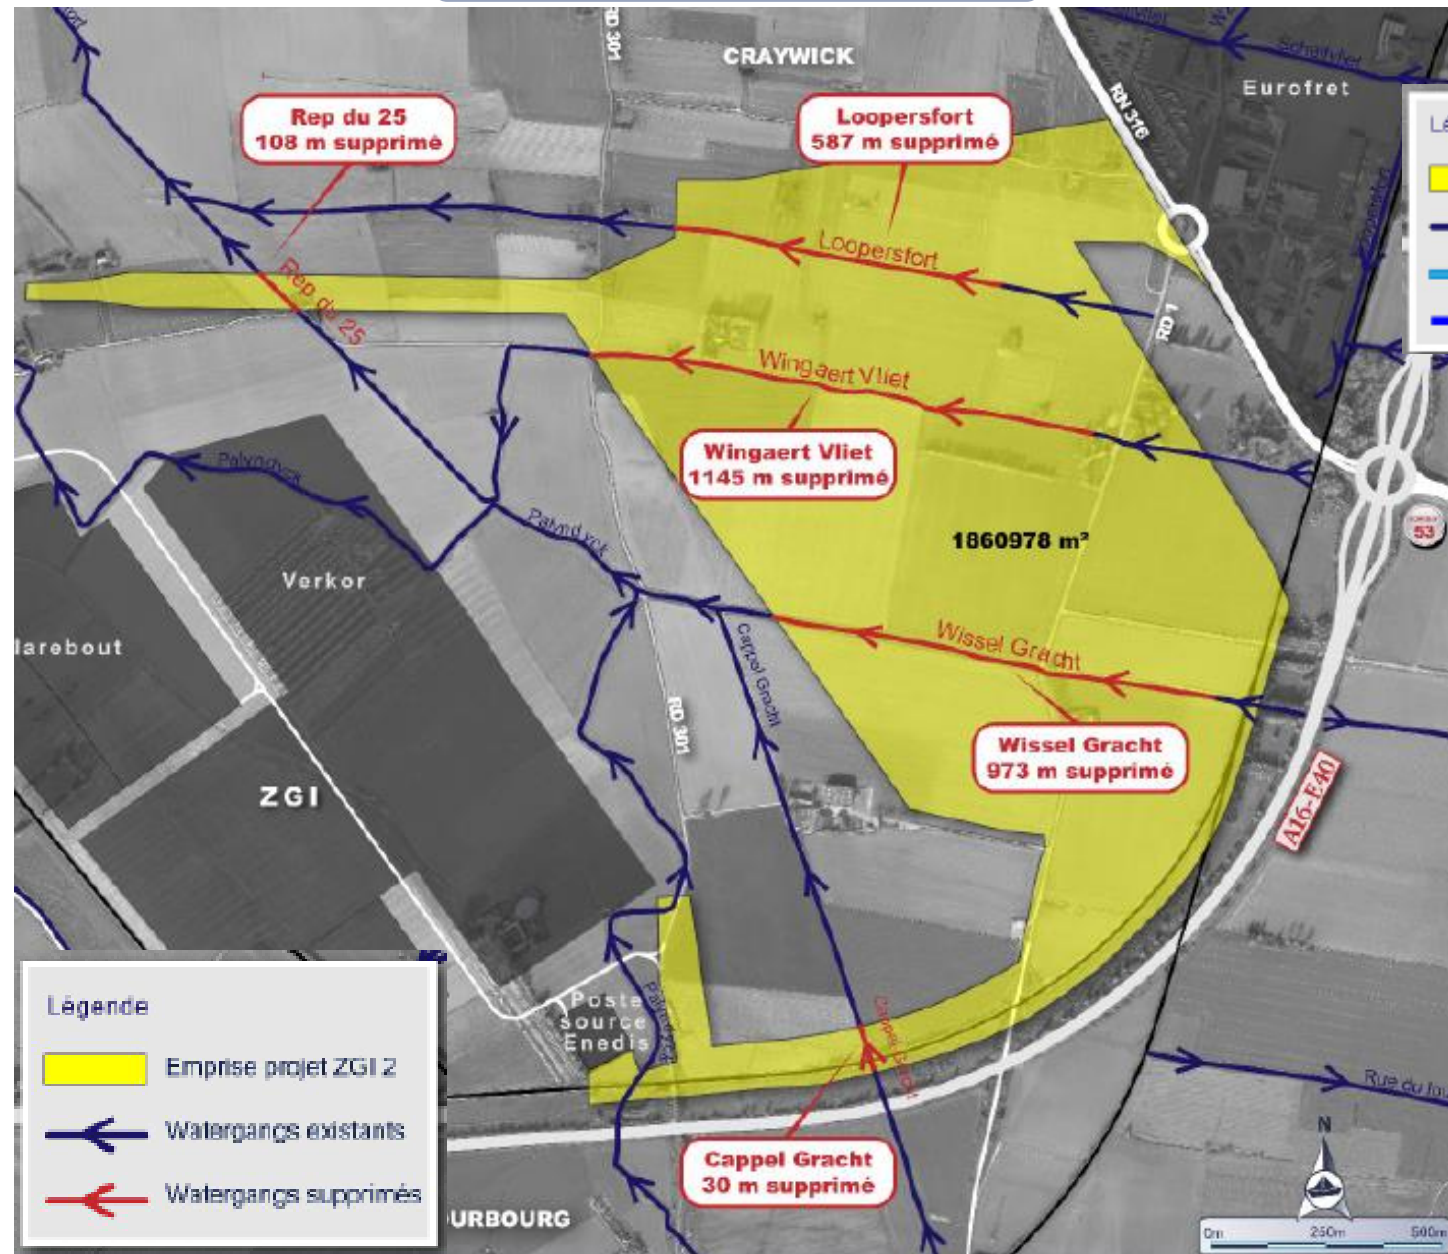 CRAYWICK
RD 301
RN 316
Schelfvliet
Eurofret
Rep du 25
108 m supprimé
Loopersfort
587 m supprimé
Loopersfort
Rep du 25
RD 1
Wingaert Vliet
Wingaert Vliet
1145 m supprimé
Palyndyck
Palyndyck
1860978 m²
53
Verkor
Cappel Gracht
Wissel Gracht
larebout
RD 301
Wissel Gracht
973 m supprimé
ZGI
A16-E40
Poste
source
Enedis
Palyndyck
Cappel Gracht
Légende
Emprise projet ZGI 2
Watergangs existants
Watergangs supprimés
Cappel Gracht
30 m supprimé
URBOURG
N
0m 250m 500m